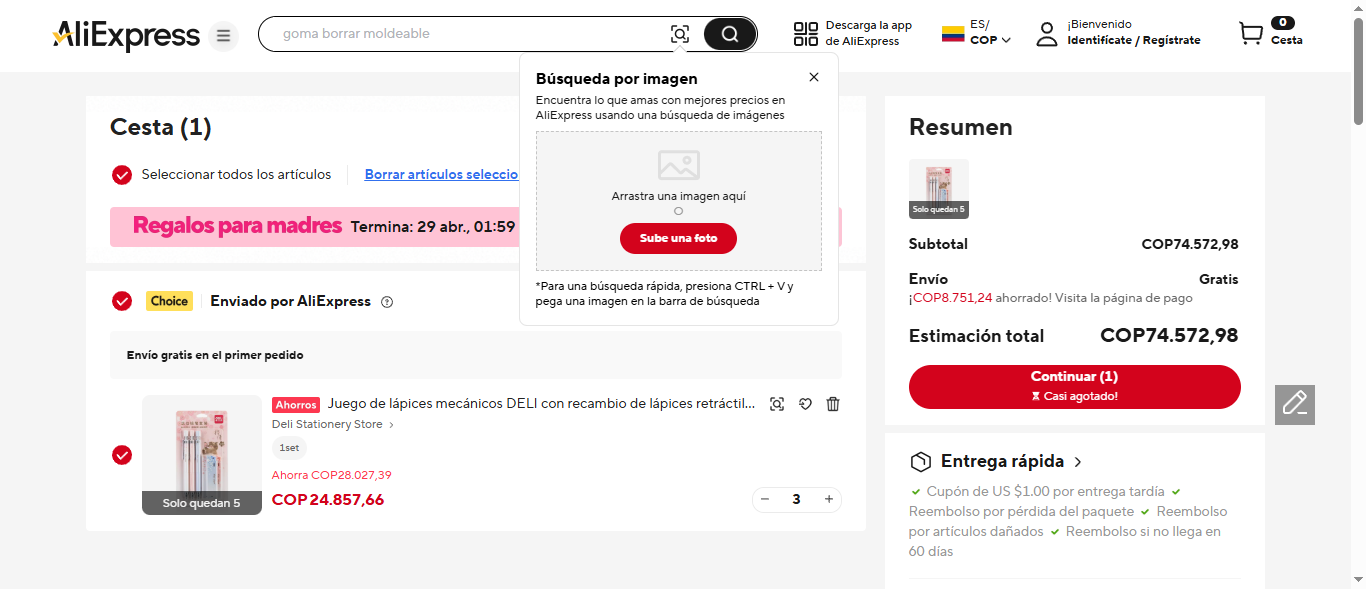 AliExpress
goma borrar moldeable
Descarga la app
de AliExpress
ES/
COP
¡Bienvenido
Identifícate / Regístrate
0
Cesta
Búsqueda por imagen
Encuentra lo que amas con mejores precios en
AliExpress usando una búsqueda de imágenes
Arrastra una imagen aquí
O
Sube una foto
*Para una búsqueda rápida, presiona CTRL + V y
pega una imagen en la barra de búsqueda
Cesta (1)
Seleccionar todos los artículos
Borrar artículos seleccio
Regalos para madres Termina: 29 abr., 01:59
Choice
Enviado por AliExpress
Envío gratis en el primer pedido
Ahorros Juego de lápices mecánicos DELI con recambio de lápices retráctil...
Deli Stationery Store
1set
Ahorra COP28.027,39
COP24.857,66
Solo quedan 5
− 3 +
Resumen
Solo quedan 5
Subtotal COP74.572,98
Envío Gratis
¡COP8.751,24 ahorrado! Visita la página de pago
Estimación total COP74.572,98
Continuar (1)
Casi agotado!
Entrega rápida
Cupón de US $1.00 por entrega tardía
Reembolso por pérdida del paquete Reembolso
por artículos dañados Reembolso si no llega en
60 días